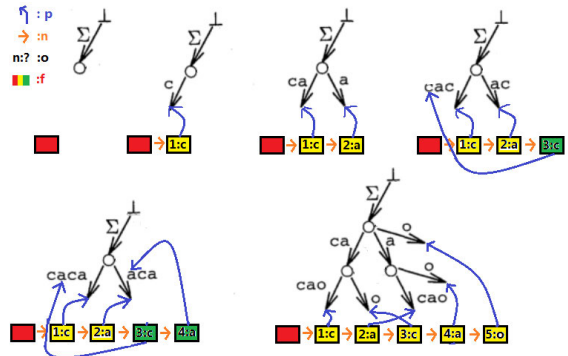 : p
: n
n:? :o
: f
⊥
Σ
⊥
Σ
c
1:c
⊥
Σ
ca a
1:c 2:a
⊥
Σ
cac ac
1:c 2:a 3:c
⊥
Σ
caca aca
1:c 2:a 3:c 4:a
⊥
Σ
ca a o
o
cao o cao
1:c 2:a 3:c 4:a 5:o